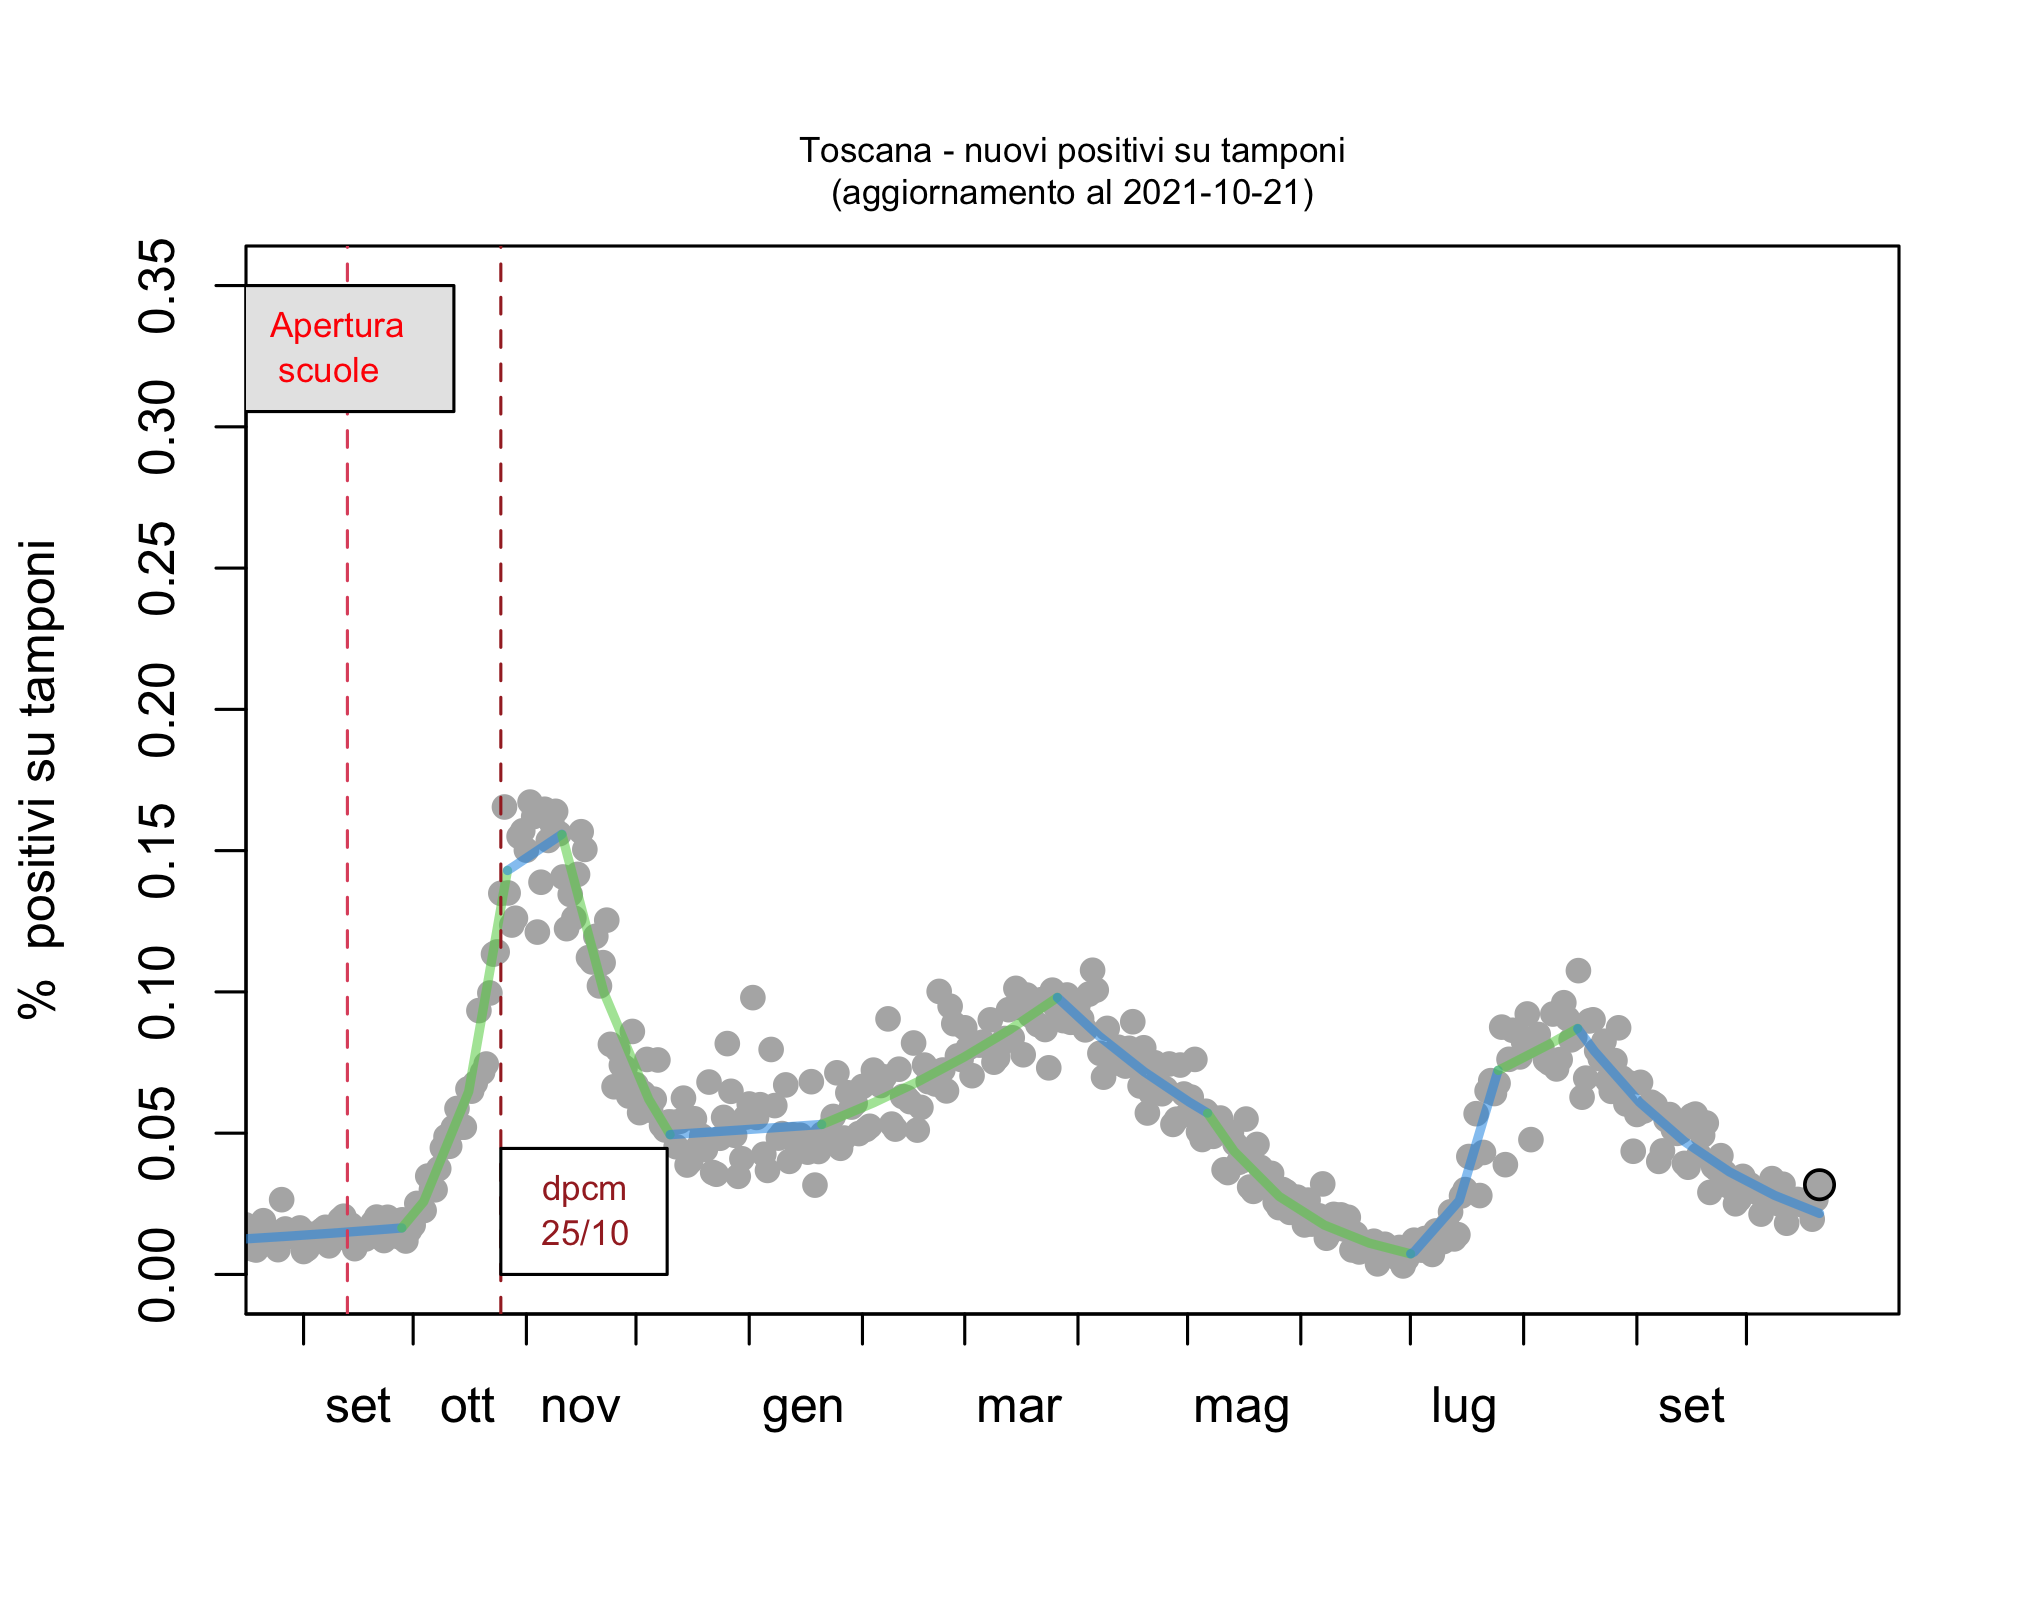 Toscana - nuovi positivi su tamponi
(aggiornamento al 2021-10-21)
% positivi su tamponi
0.35
0.30
0.25
0.20
0.15
0.10
0.05
0.00
Apertura
scuole
dpcm
25/10
set ott nov gen mar mag lug set